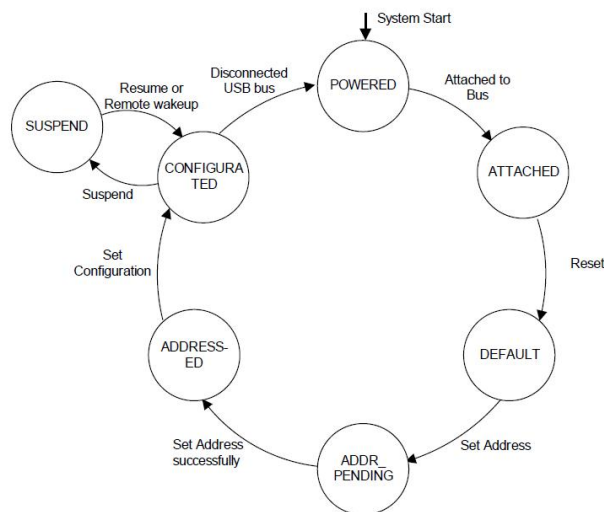 System Start
POWERED
Attached to
Bus
ATTACHED
Reset
DEFAULT
Set Address
ADDR_
PENDING
Set Address
successfully
ADDRESS-
ED
Set
Configuration
CONFIGURA
TED
Disconnected
USB bus
Resume or
Remote wakeup
SUSPEND
Suspend